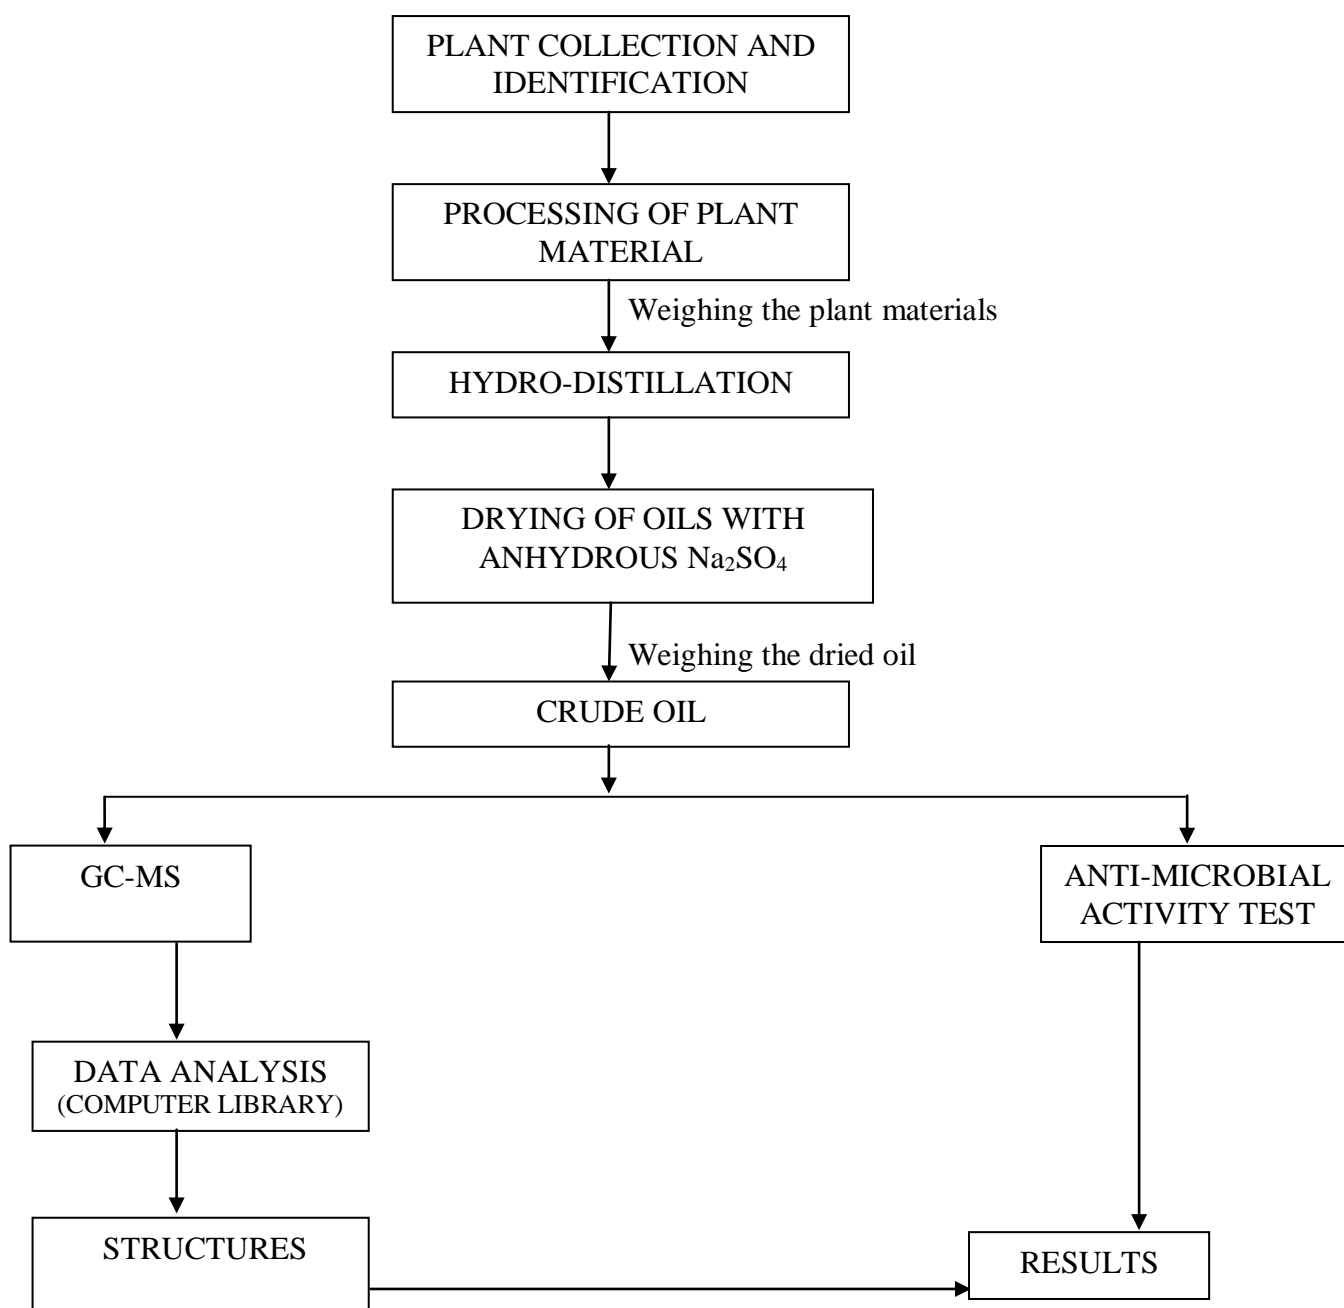 PLANT COLLECTION AND
IDENTIFICATION
PROCESSING OF PLANT
MATERIAL
Weighing the plant materials
HYDRO-DISTILLATION
DRYING OF OILS WITH
ANHYDROUS Na₂SO₄
Weighing the dried oil
CRUDE OIL
GC-MS
ANTI-MICROBIAL
ACTIVITY TEST
DATA ANALYSIS
(COMPUTER LIBRARY)
STRUCTURES
RESULTS